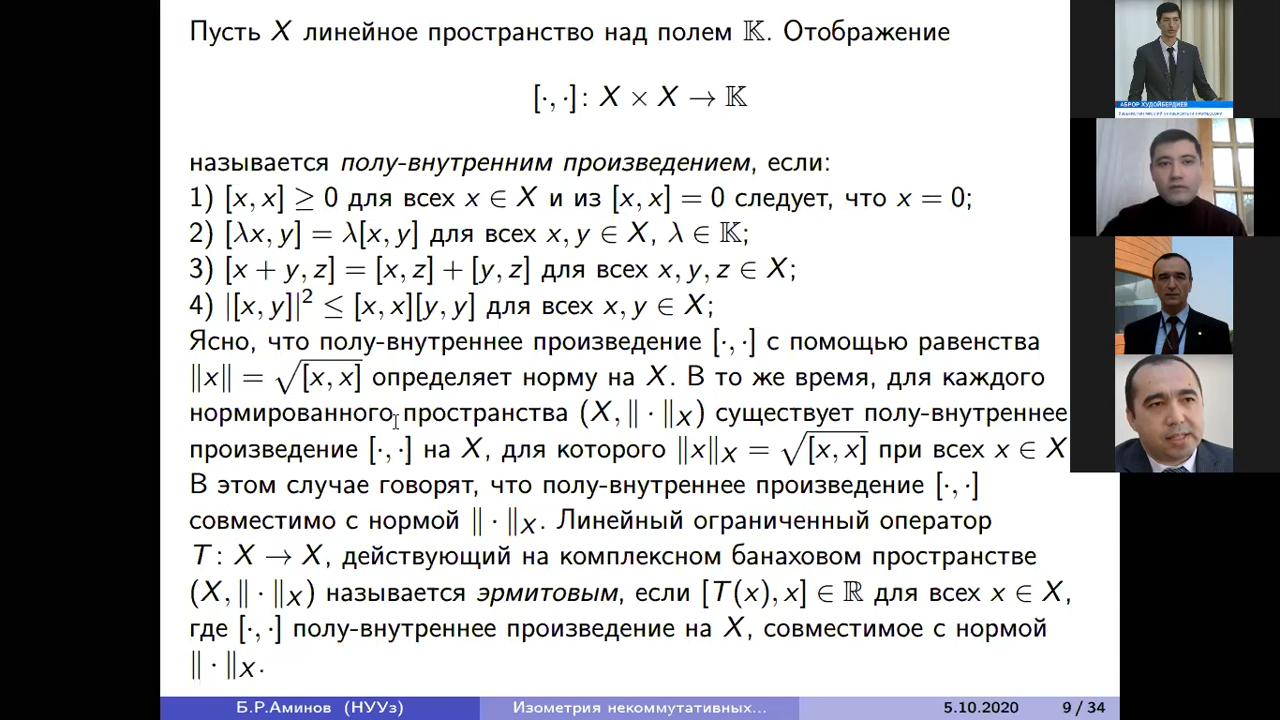 Пусть X линейное пространство над полем 𝕂. Отображение
[·, ·] : X × X → 𝕂
называется полу-внутренним произведением, если:
1) [x, x] ≥ 0 для всех x ∈ X и из [x, x] = 0 следует, что x = 0;
2) [λx, y] = λ[x, y] для всех x, y ∈ X, λ ∈ 𝕂;
3) [x + y, z] = [x, z] + [y, z] для всех x, y, z ∈ X;
4) |[x, y]|² ≤ [x, x][y, y] для всех x, y ∈ X;
Ясно, что полу-внутреннее произведение [·, ·] с помощью равенства
‖x‖ = √[x, x] определяет норму на X. В то же время, для каждого
нормированного пространства (X, ‖ · ‖_X) существует полу-внутреннее
произведение [·, ·] на X, для которого ‖x‖_X = √[x, x] при всех x ∈ X
В этом случае говорят, что полу-внутреннее произведение [·, ·]
совместимо с нормой ‖ · ‖_X. Линейный ограниченный оператор
T : X → X, действующий на комплексном банаховом пространстве
(X, ‖ · ‖_X) называется эрмитовым, если [T(x), x] ∈ ℝ для всех x ∈ X,
где [·, ·] полу-внутреннее произведение на X, совместимое с нормой
‖ · ‖_X.
Б.Р.Аминов (НУУз) Изометрия некоммутативных... 5.10.2020 9 / 34
АБРОР ХУДОЙБЕРДИЕВ